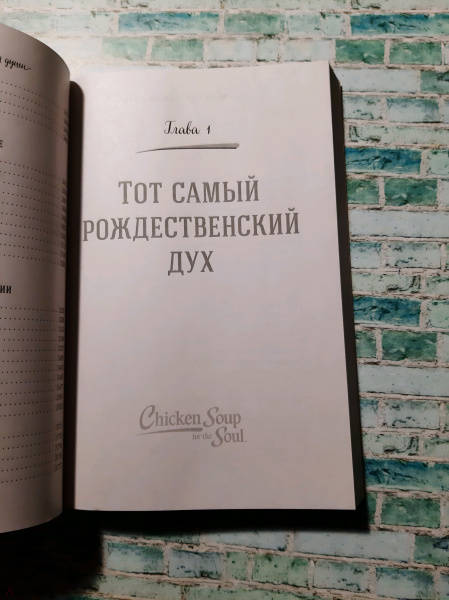 Глава 1
ТОТ САМЫЙ
РОЖДЕСТВЕНСКИЙ
ДУХ
Chicken Soup
for the
Soul